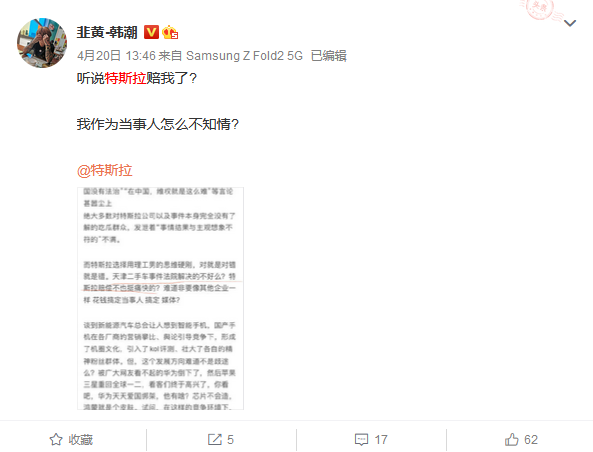 韭黄-韩潮
4月20日 13:46 来自 Samsung Z Fold2 5G 已编辑
听说特斯拉赔我了？
我作为当事人怎么不知情？
@特斯拉
国没有法治""在中国，维权就是这么难"等言论
甚嚣尘上
绝大多数对特斯拉公司以及事件本身完全没有了
解的吃瓜群众，发泄着"事情结果与主观想象不
符的"不满。
而特斯拉选择用理工男的思维硬刚，对就是对错
就是错。天津二手车事件法院解决的不好么？特
斯拉赔偿不也挺痛快的？难道非要像其他企业一
样 花钱搞定当事人 搞定 媒体？
谈到新能源汽车总会让人想到智能手机。国产手
机在各厂商的营销攀比、舆论引导竞争下，形成
了机圈文化，引入了kol评测、壮大了各自的精
神粉丝群体。但，这个发展方向难道不是歧途
么？被广大网友看不起的华为倒下了，然后苹果
三星重回全球一二，看客们终于高兴了。你看
吧，华为天天爱国绑架，他有啥？芯片不会造，
鸿蒙就是个皮肤。试问，在这样的竞争环境下，
收藏
5
17
62